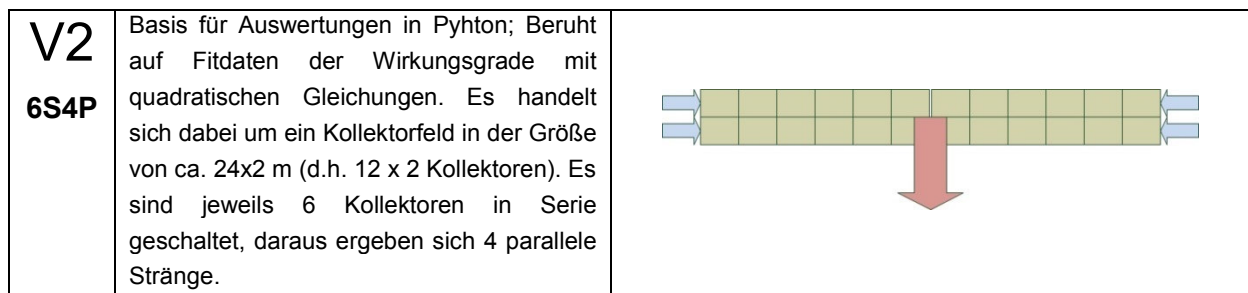 V2
6S4P
Basis für Auswertungen in Pyhton; Beruht
auf Fitdaten der Wirkungsgrade mit
quadratischen Gleichungen. Es handelt
sich dabei um ein Kollektorfeld in der Größe
von ca. 24x2 m (d.h. 12 x 2 Kollektoren). Es
sind jeweils 6 Kollektoren in Serie
geschaltet, daraus ergeben sich 4 parallele
Stränge.